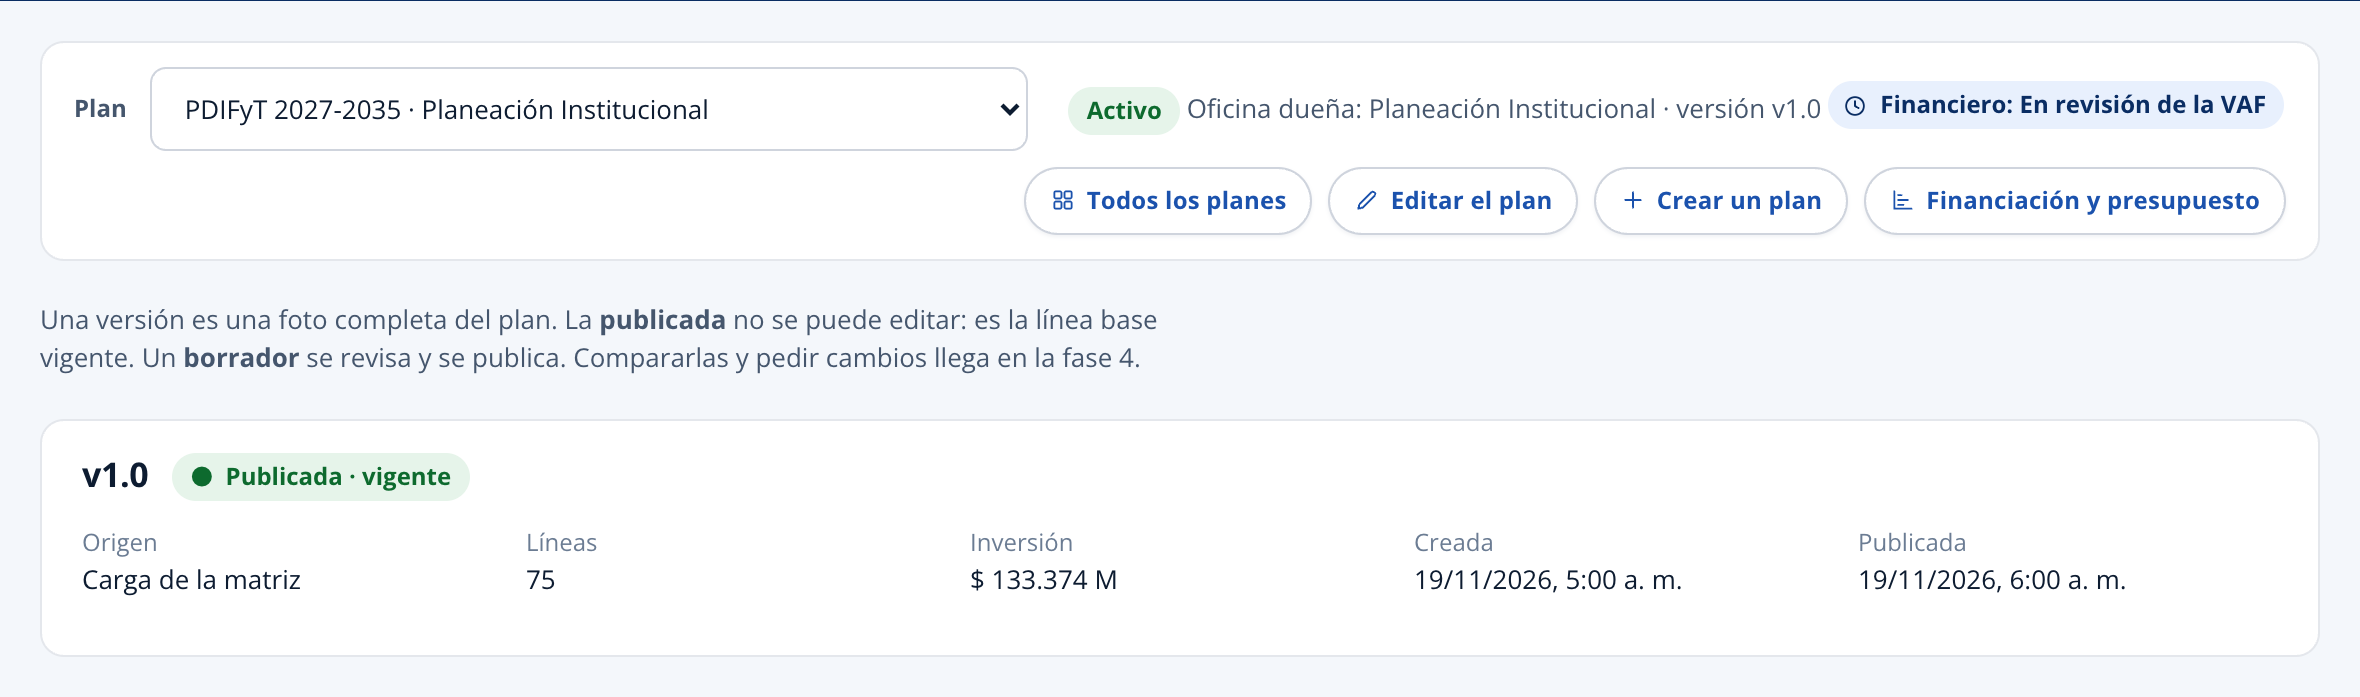 Plan
PDIFyT 2027-2035 · Planeación Institucional
Activo Oficina dueña: Planeación Institucional · versión v1.0 Financiero: En revisión de la VAF
Todos los planes Editar el plan Crear un plan Financiación y presupuesto
Una versión es una foto completa del plan. La publicada no se puede editar: es la línea base
vigente. Un borrador se revisa y se publica. Compararlas y pedir cambios llega en la fase 4.
v1.0 Publicada · vigente
Origen Líneas Inversión Creada Publicada
Carga de la matriz 75 $ 133.374 M 19/11/2026, 5:00 a. m. 19/11/2026, 6:00 a. m.